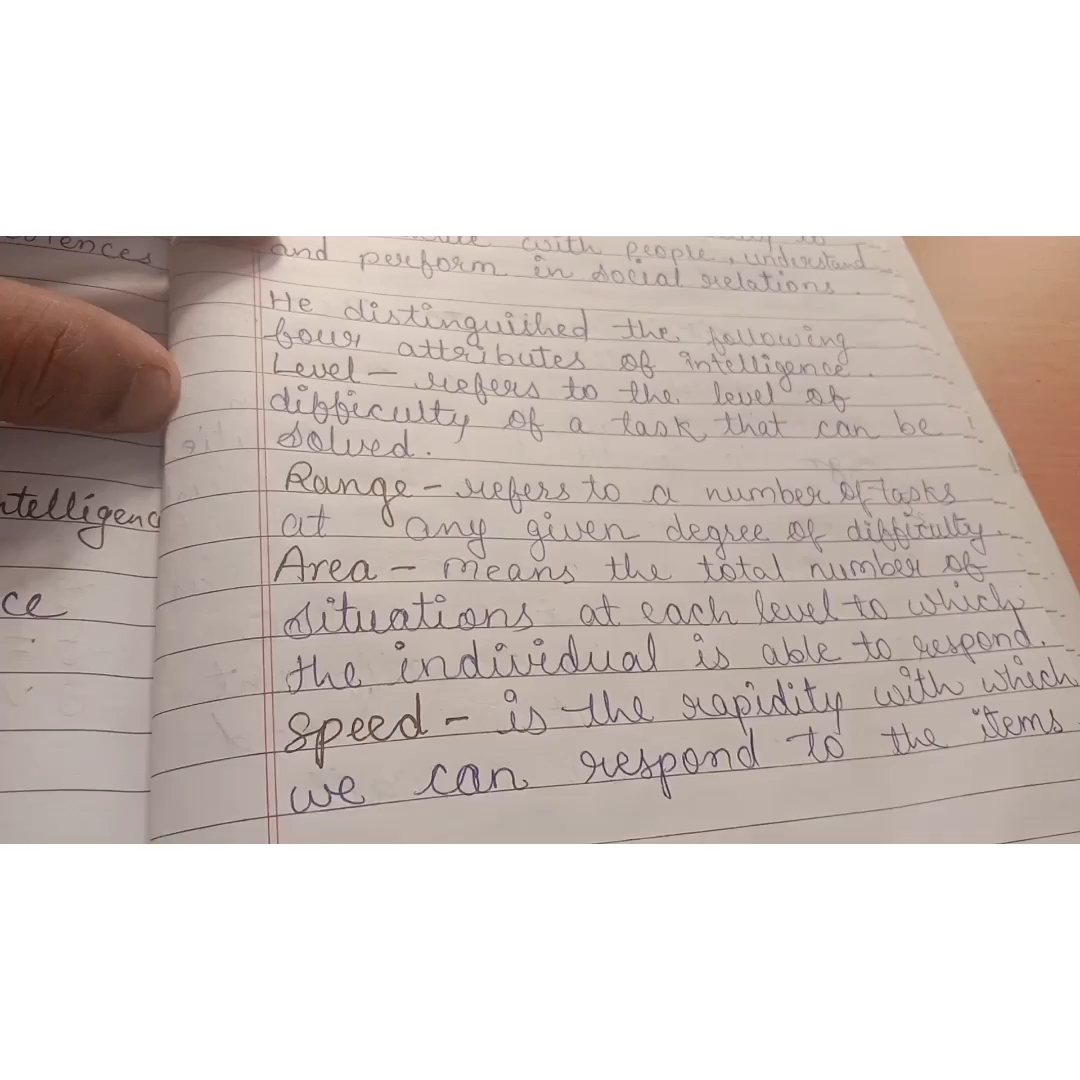 ences
ntelligenc
ce
with people, understand
and perform in social relations.
He distinguished the following
four attributes of intelligence.
Level - refers to the level of
difficulty of a task that can be
solved.
Range - refers to a number of tasks
at any given degree of difficulty
Area - means the total number of
situations at each level to which
the individual is able to respond.
Speed - is the rapidity with which
we can respond to the items